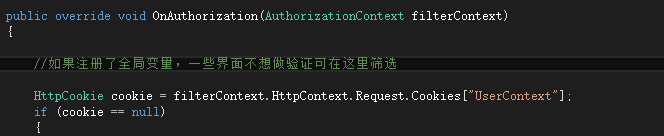 public override void OnAuthorization(AuthorizationContext filterContext)
{
//如果注册了全局变量，一些界面不想做验证可在这里筛选
HttpCookie cookie = filterContext.HttpContext.Request.Cookies["UserContext"];
if (cookie == null)
{